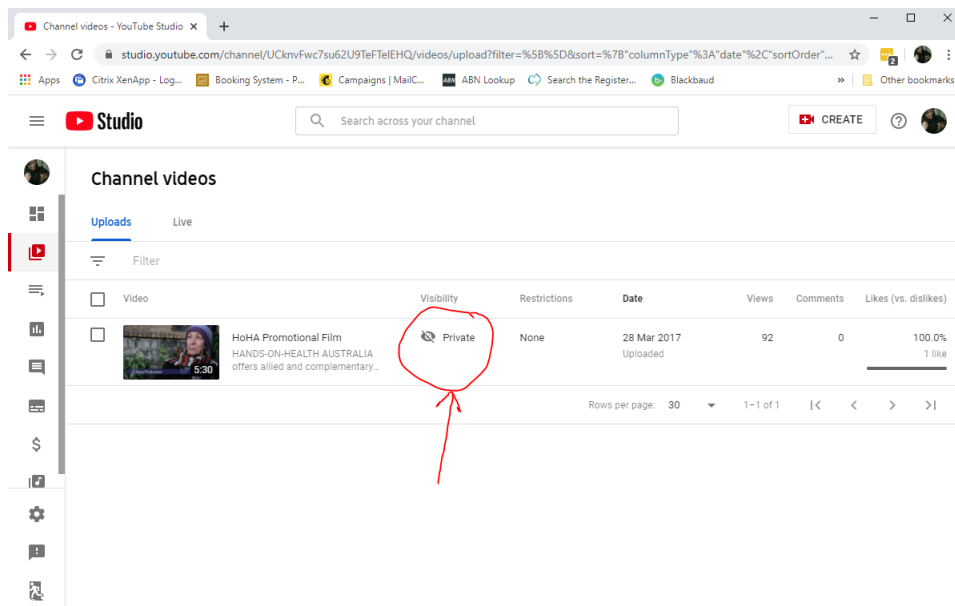 Channel videos - YouTube Studio
studio.youtube.com/channel/UCknvFwc7su62U9TeFTeIEHQ/videos/upload?filter=%5B%5D&sort=%7B"columnType"%3A"date"%2C"sortOrder"...
2
Apps Citrix XenApp - Log... Booking System - P... Campaigns | MailC... ABN ABN Lookup Search the Register... b- Blackbaud » Other bookmarks
Studio Search across your channel CREATE
Channel videos
Uploads Live
Filter
Video Visibility Restrictions Date Views Comments Likes (vs. dislikes)
HoHA Promotional Film Private None 28 Mar 2017 92 0 100.0%
HANDS-ON-HEALTH AUSTRALIA Uploaded 1 like
offers allied and complementary...
5:30
Rows per page: 30 1–1 of 1